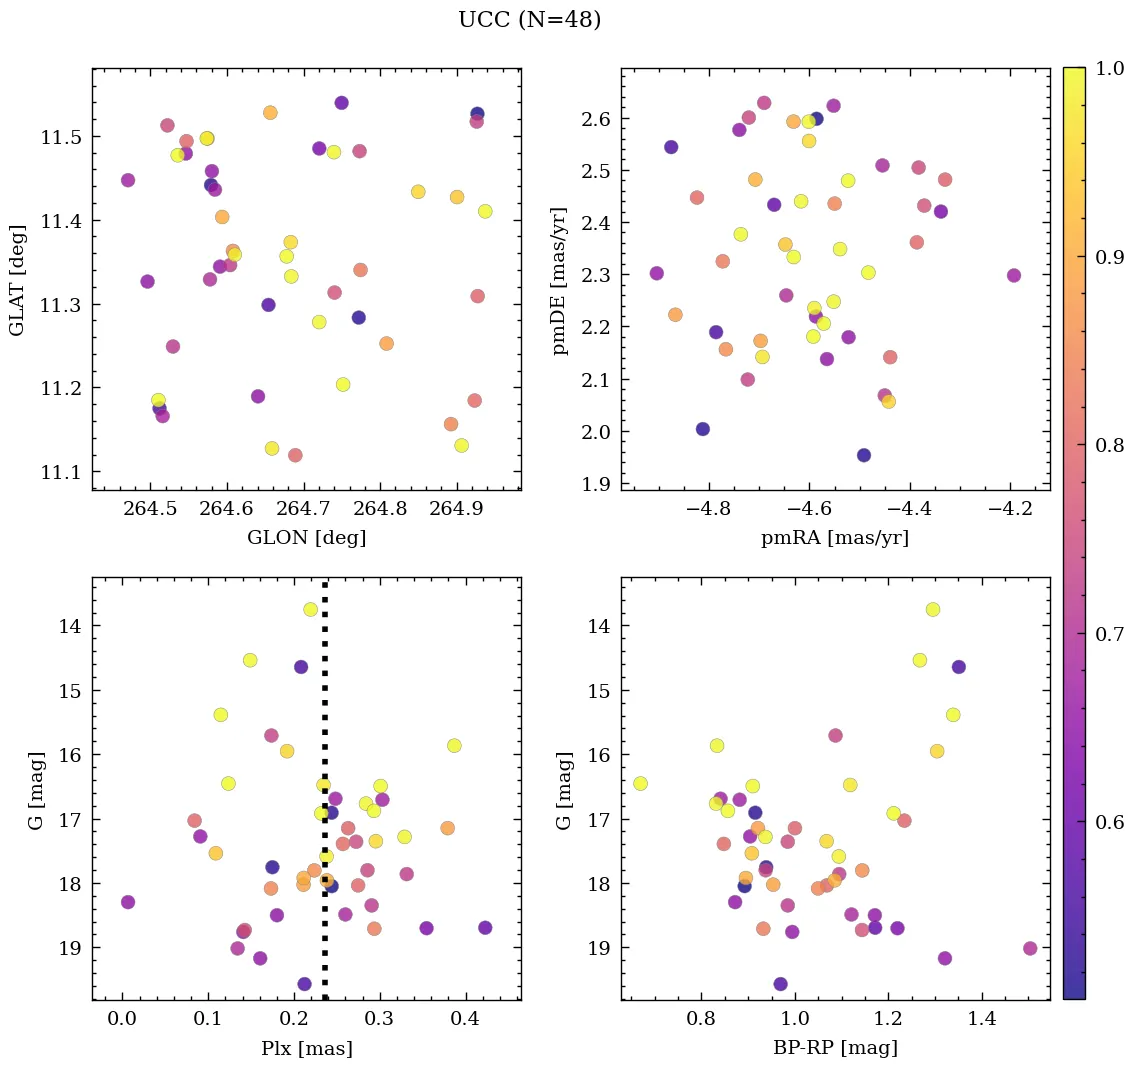 UCC (N=48)
11.5
11.4
11.3
11.2
11.1
GLAT [deg]
264.5 264.6 264.7 264.8 264.9
GLON [deg]
2.6
2.5
2.4
2.3
2.2
2.1
2.0
1.9
pmDE [mas/yr]
−4.8 −4.6 −4.4 −4.2
pmRA [mas/yr]
14
15
16
17
18
19
G [mag]
0.0 0.1 0.2 0.3 0.4
Plx [mas]
14
15
16
17
18
19
G [mag]
0.8 1.0 1.2 1.4
BP-RP [mag]
1.0
0.9
0.8
0.7
0.6